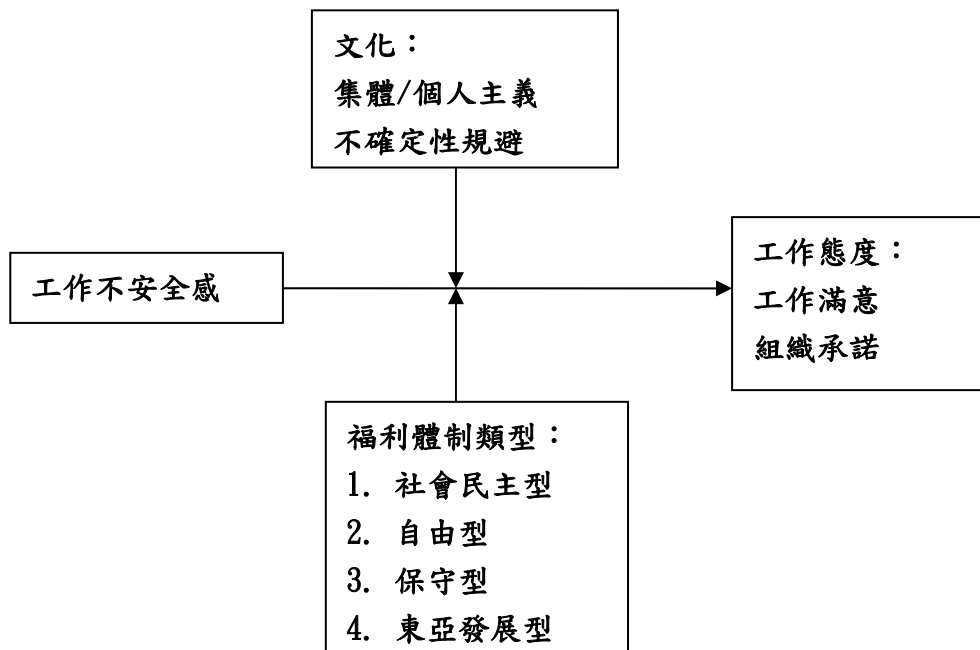 文化：
集體/個人主義
不確定性規避
工作不安全感
工作態度：
工作滿意
組織承諾
福利體制類型：
1. 社會民主型
2. 自由型
3. 保守型
4. 東亞發展型